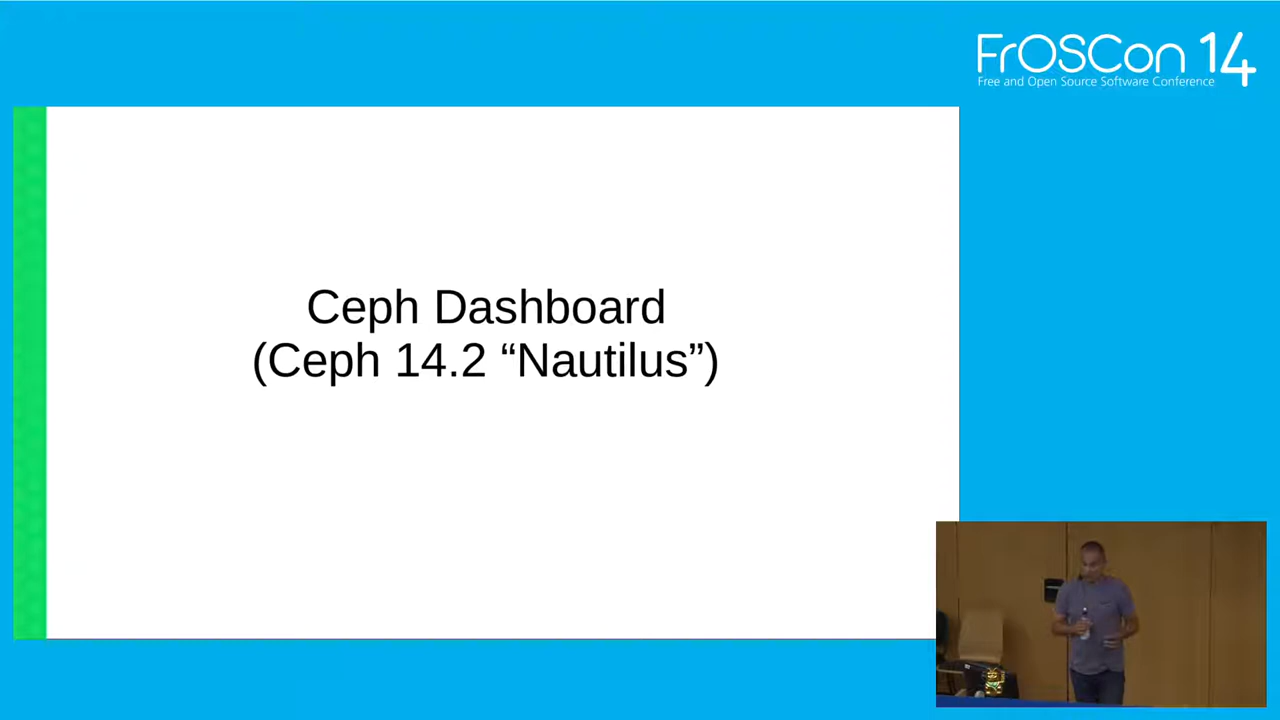 FrOSCon 14
Free and Open Source Software Conference
Ceph Dashboard
(Ceph 14.2 “Nautilus”)